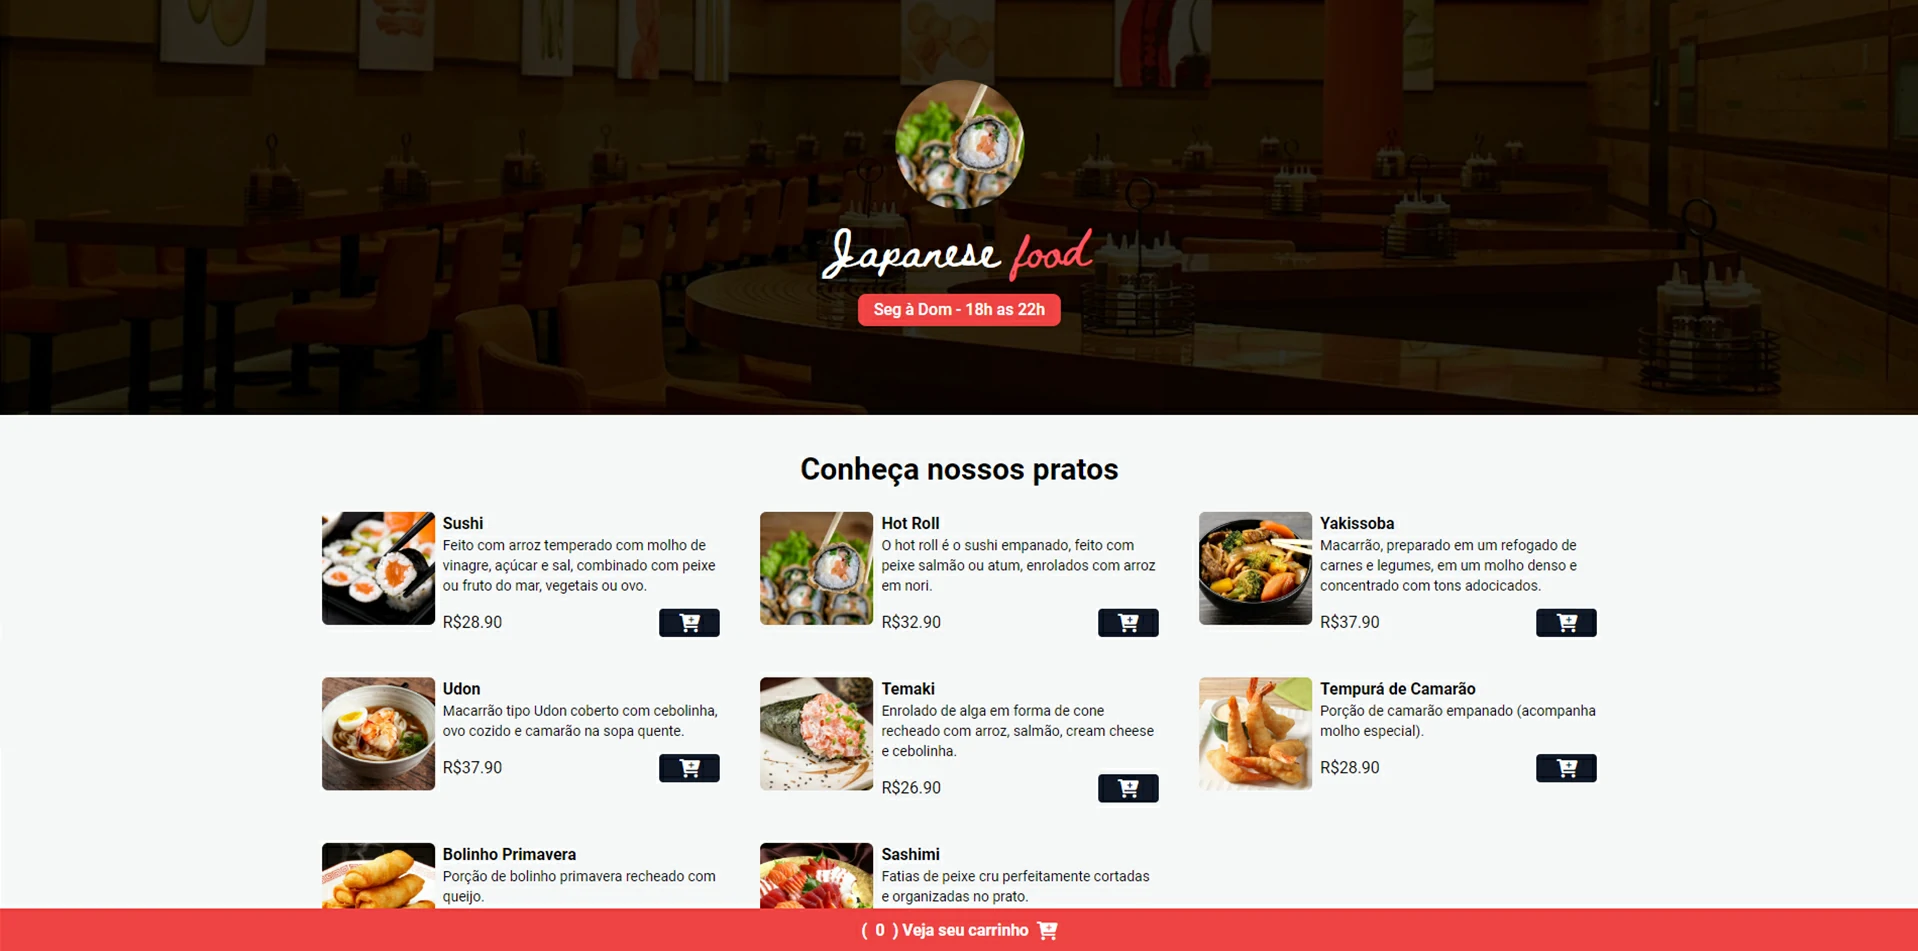 Japanese food
Seg à Dom - 18h as 22h
Conheça nossos pratos
Sushi
Feito com arroz temperado com molho de
vinagre, açúcar e sal, combinado com peixe
ou fruto do mar, vegetais ou ovo.
R$28.90
Hot Roll
O hot roll é o sushi empanado, feito com
peixe salmão ou atum, enrolados com arroz
em nori.
R$32.90
Yakissoba
Macarrão, preparado em um refogado de
carnes e legumes, em um molho denso e
concentrado com tons adocicados.
R$37.90
Udon
Macarrão tipo Udon coberto com cebolinha,
ovo cozido e camarão na sopa quente.
R$37.90
Temaki
Enrolado de alga em forma de cone
recheado com arroz, salmão, cream cheese
e cebolinha.
R$26.90
Tempurá de Camarão
Porção de camarão empanado (acompanha
molho especial).
R$28.90
Bolinho Primavera
Porção de bolinho primavera recheado com
queijo.
Sashimi
Fatias de peixe cru perfeitamente cortadas
e organizadas no prato.
( 0 ) Veja seu carrinho